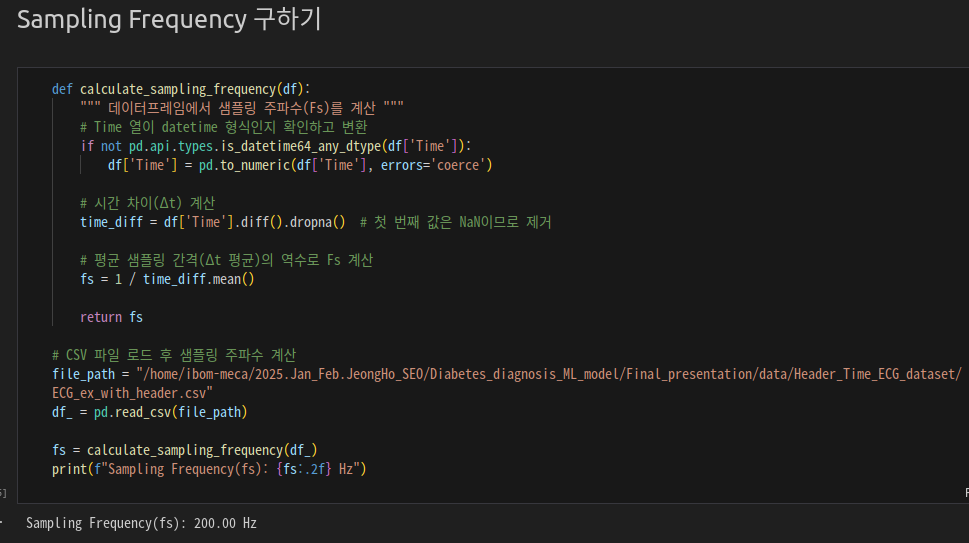 Sampling Frequency 구하기
def calculate_sampling_frequency(df):
""" 데이터프레임에서 샘플링 주파수(Fs)를 계산 """
# Time 열이 datetime 형식인지 확인하고 변환
if not pd.api.types.is_datetime64_any_dtype(df['Time']):
df['Time'] = pd.to_numeric(df['Time'], errors='coerce')
# 시간 차이(Δt) 계산
time_diff = df['Time'].diff().dropna()  # 첫 번째 값은 NaN이므로 제거
# 평균 샘플링 간격(Δt 평균)의 역수로 Fs 계산
fs = 1 / time_diff.mean()
return fs
# CSV 파일 로드 후 샘플링 주파수 계산
file_path = "/home/ibom-meca/2025.Jan_Feb.JeongHo_SEO/Diabetes_diagnosis_ML_model/Final_presentation/data/Header_Time_ECG_dataset/
ECG_ex_with_header.csv"
df_ = pd.read_csv(file_path)
fs = calculate_sampling_frequency(df_)
print(f"Sampling Frequency(fs): {fs:.2f} Hz")
Sampling Frequency(fs): 200.00 Hz